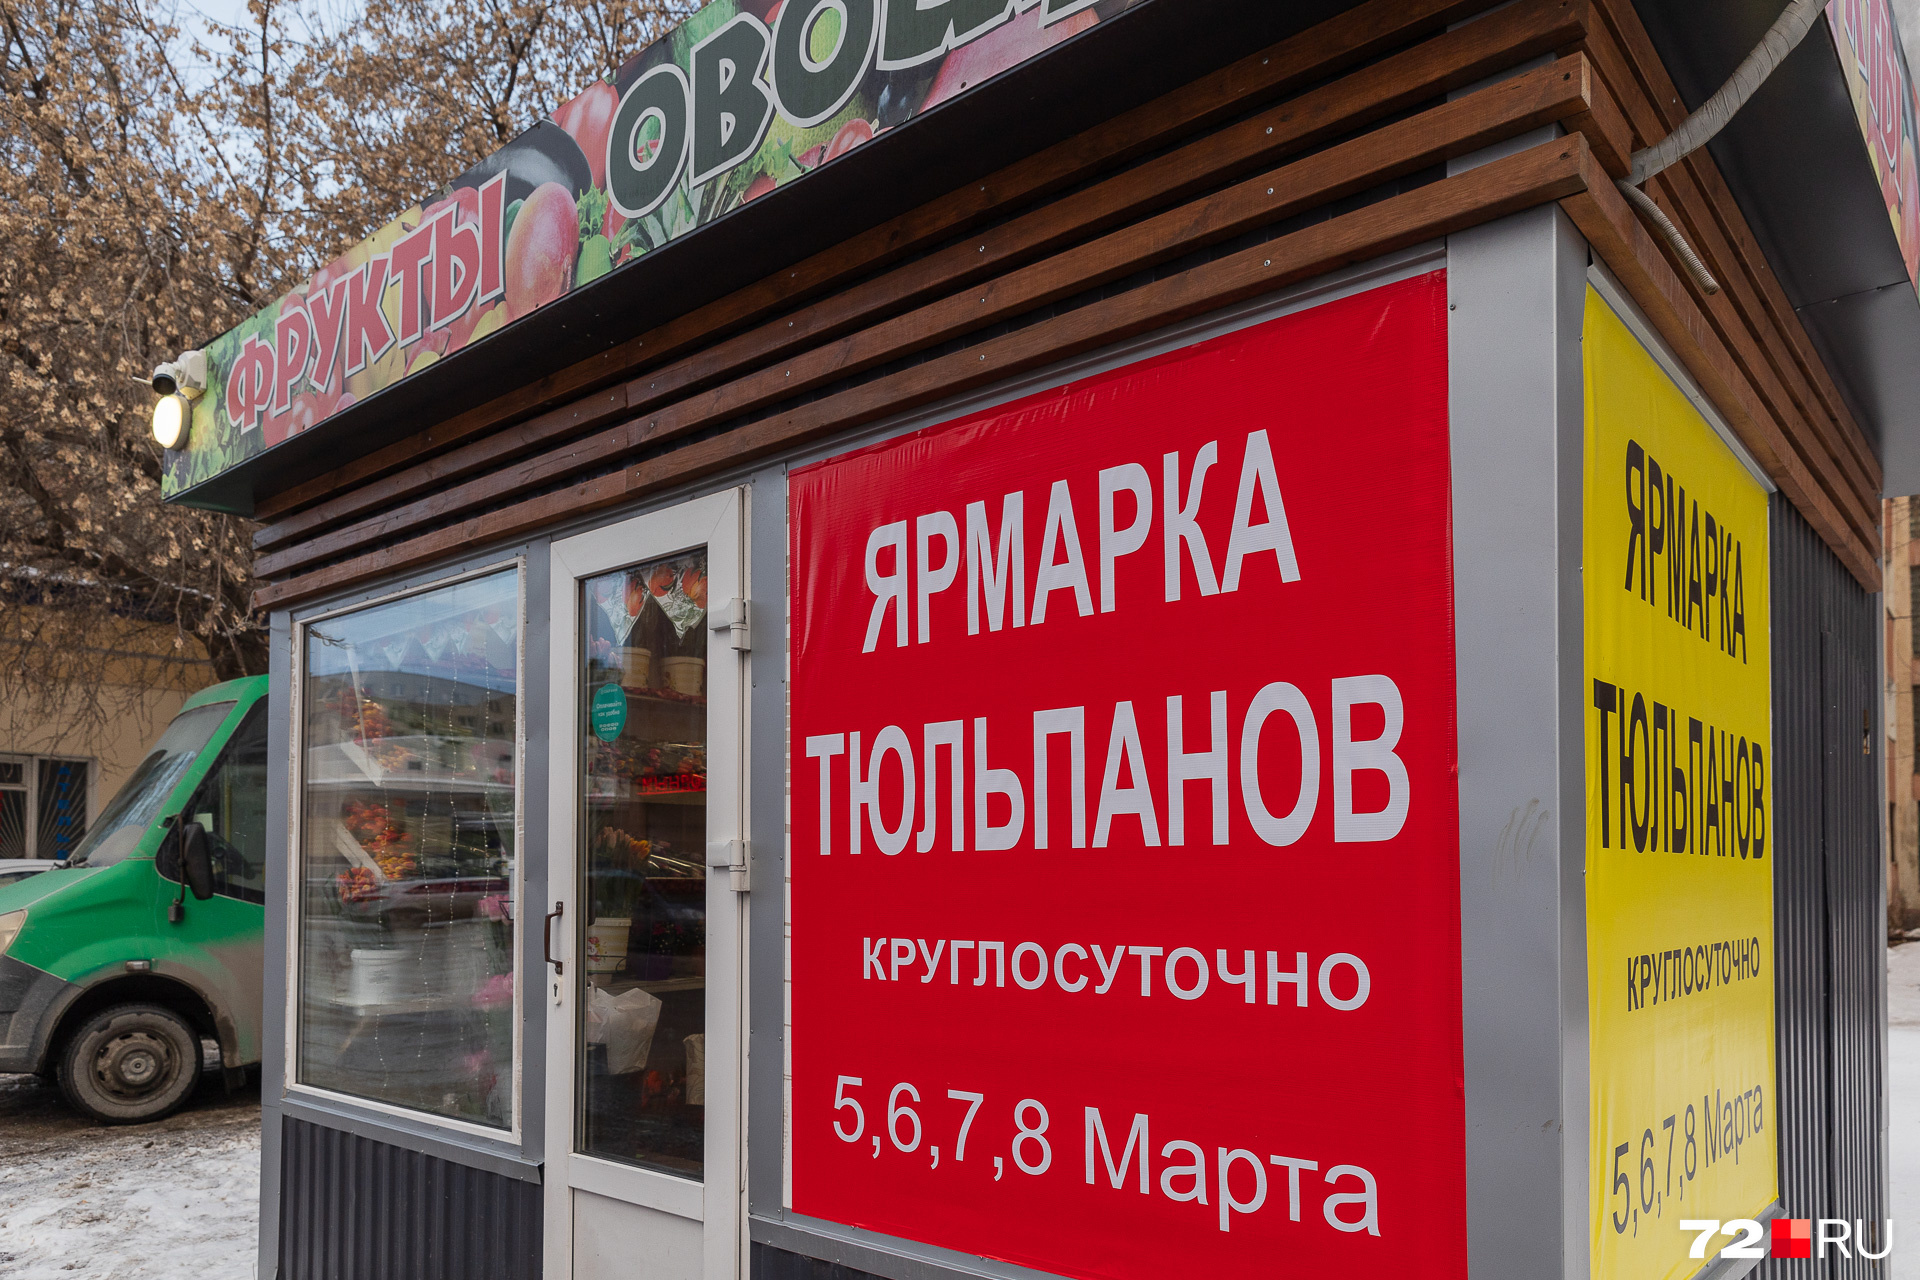 ФРУКТЫ ОВОЩИ
ЯРМАРКА
ТЮЛЬПАНОВ
КРУГЛОСУТОЧНО
5,6,7,8 Марта
ЯРМАРКА
ТЮЛЬПАНОВ
КРУГЛОСУТОЧНО
5,6,7,8 Марта
72.RU